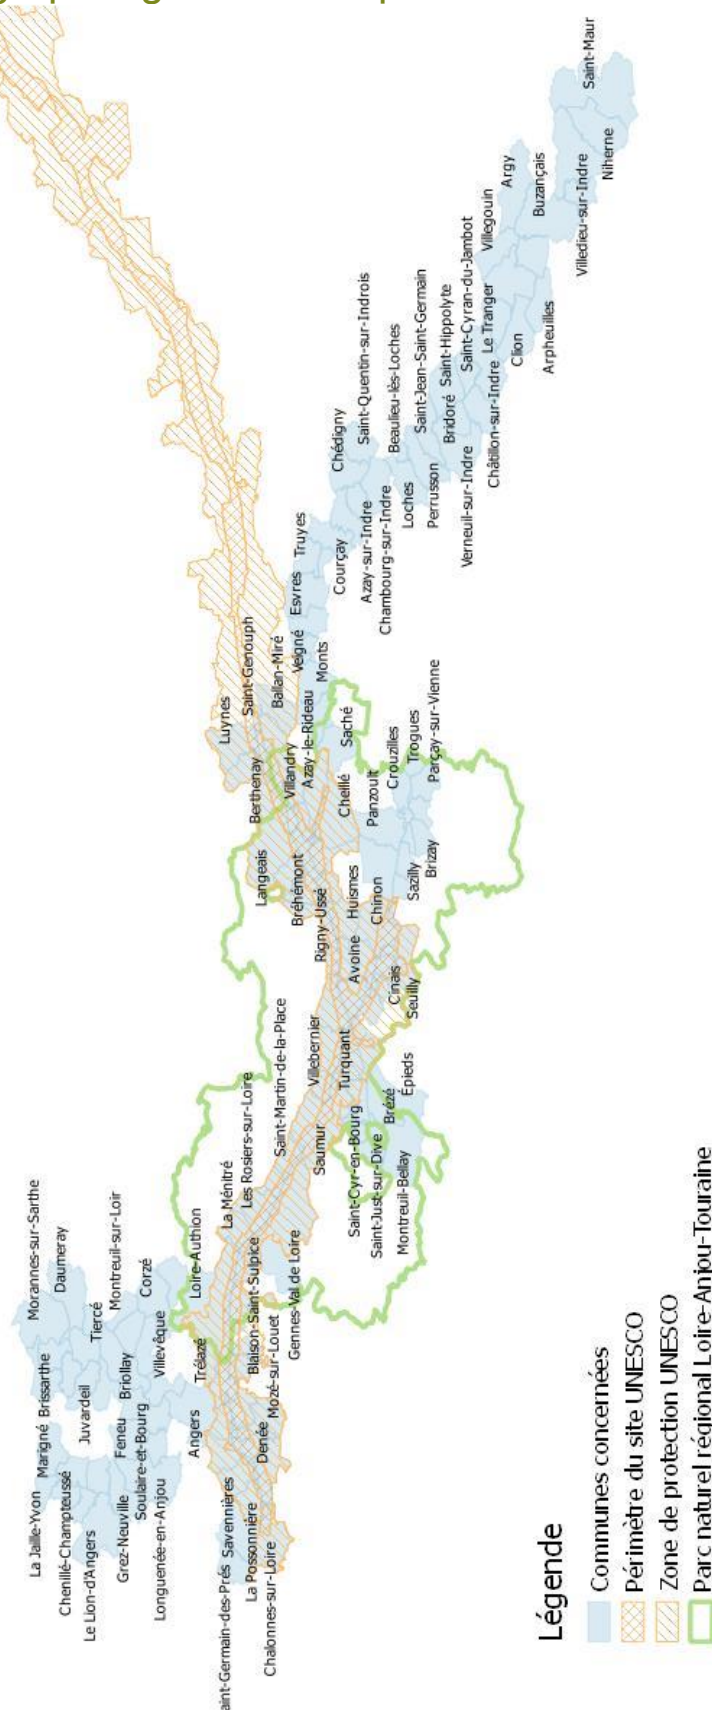 La Jaille-Yvon
Marigné
Brissarthe
Morannes-sur-Sarthe
Chenillé-Champteussé
Daumeray
Le Lion-d'Angers
Juvardeil
Tiercé
Grez-Neuville
Feneu
Briollay
Montreuil-sur-Loir
Soulaire-et-Bourg
Corzé
Longuenée-en-Anjou
Villevêque
Angers
Trélazé
Loire-Authion
aint-Germain-des-Prés
Savennières
La Ménitré
La Possonnière
Blaison-Saint-Sulpice
Les Rosiers-sur-Loire
Chalonnes-sur-Loire
Denée
Mozé-sur-Louet
Gennes-Val de Loire
Saint-Martin-de-la-Place
Saumur
Villebernier
Turquant
Saint-Cyr-en-Bourg
Saint-Just-sur-Dive
Brézé
Montreuil-Bellay
Épieds
Luynes
Saint-Genouph
Berthenay
Ballan-Miré
Langeais
Villandry
Veigné
Esvres
Truyes
Bréhémont
Azay-le-Rideau
Monts
Rigny-Ussé
Cheillé
Saché
Courçay
Chédigny
Avoine
Huismes
Panzoult
Azay-sur-Indre
Saint-Quentin-sur-Indrois
Chinon
Crouzilles
Chambourg-sur-Indre
Cinais
Beaulieu-lès-Loches
Seuilly
Sazilly
Trogues
Loches
Saint-Jean-Saint-Germain
Brizay
Parçay-sur-Vienne
Perrusson
Bridoré
Saint-Hippolyte
Verneuil-sur-Indre
Saint-Cyran-du-Jambot
Châtillon-sur-Indre
Le Tranger
Villegouin
Argy
Clion
Buzançais
Arpheuilles
Villedieu-sur-Indre
Saint-Maur
Niherne
Légende
Communes concernées
Périmètre du site UNESCO
Zone de protection UNESCO
Parc naturel régional Loire-Anjou-Touraine